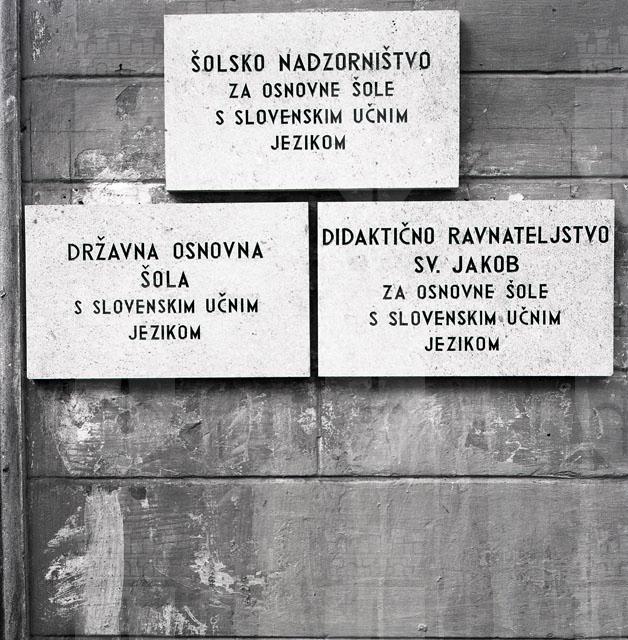 ŠOLSKO NADZORNIŠTVO
ZA OSNOVNE ŠOLE
S SLOVENSKIM UČNIM
JEZIKOM
DRŽAVNA OSNOVNA
ŠOLA
S SLOVENSKIM UČNIM
JEZIKOM
DIDAKTIČNO RAVNATELJSTVO
SV. JAKOB
ZA OSNOVNE ŠOLE
S SLOVENSKIM UČNIM
JEZIKOM